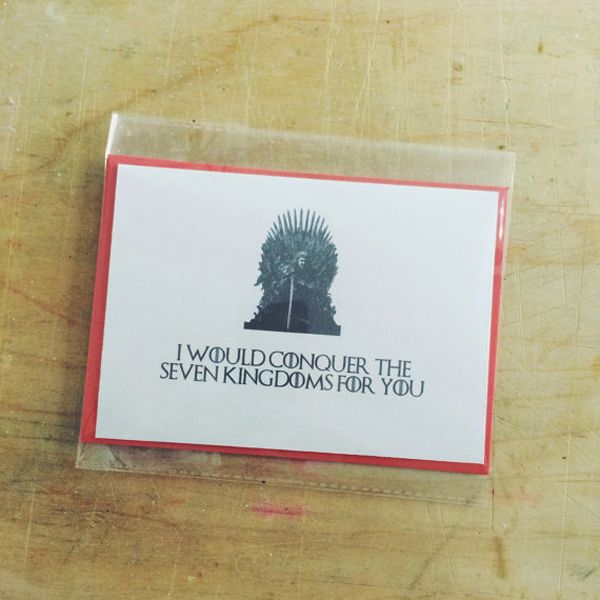 I WOULD CONQUER THE
SEVEN KINGDOMS FOR YOU